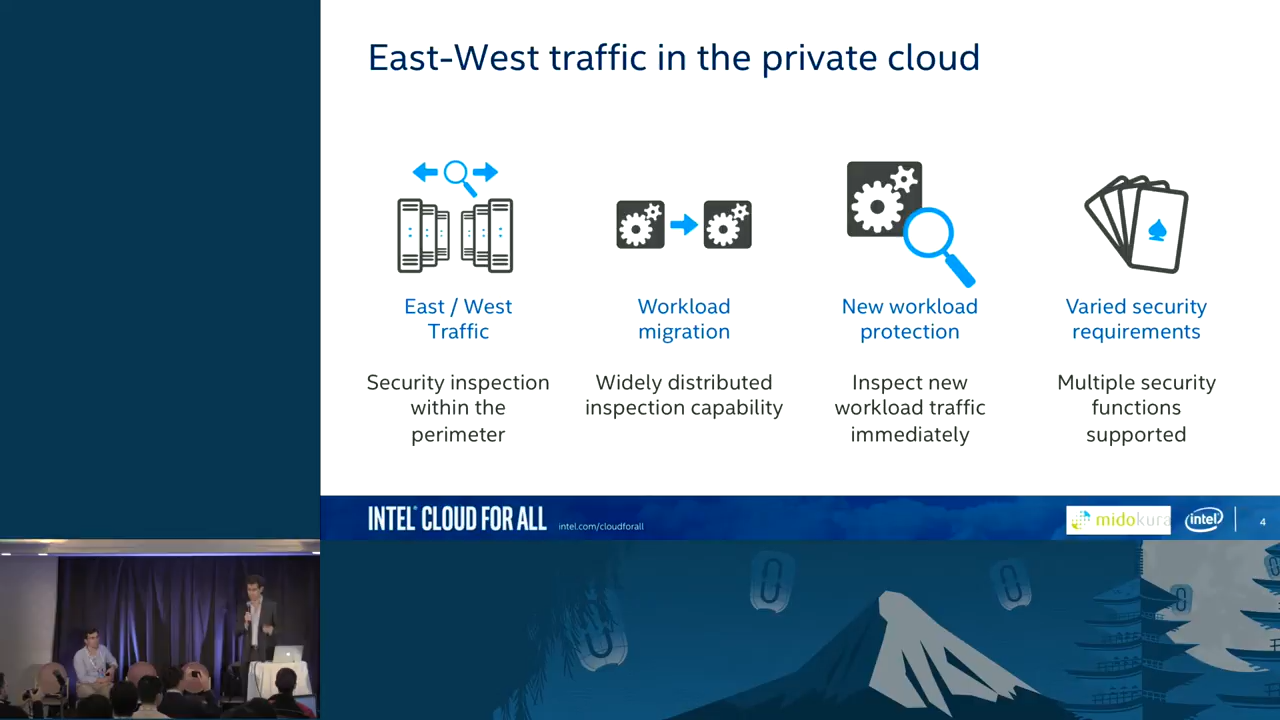 East-West traffic in the private cloud
East / West
Traffic
Security inspection
within the
perimeter
Workload
migration
Widely distributed
inspection capability
New workload
protection
Inspect new
workload traffic
immediately
Varied security
requirements
Multiple security
functions
supported
INTEL® CLOUD FOR ALL
intel.com/cloudforall
midokura
intel
4